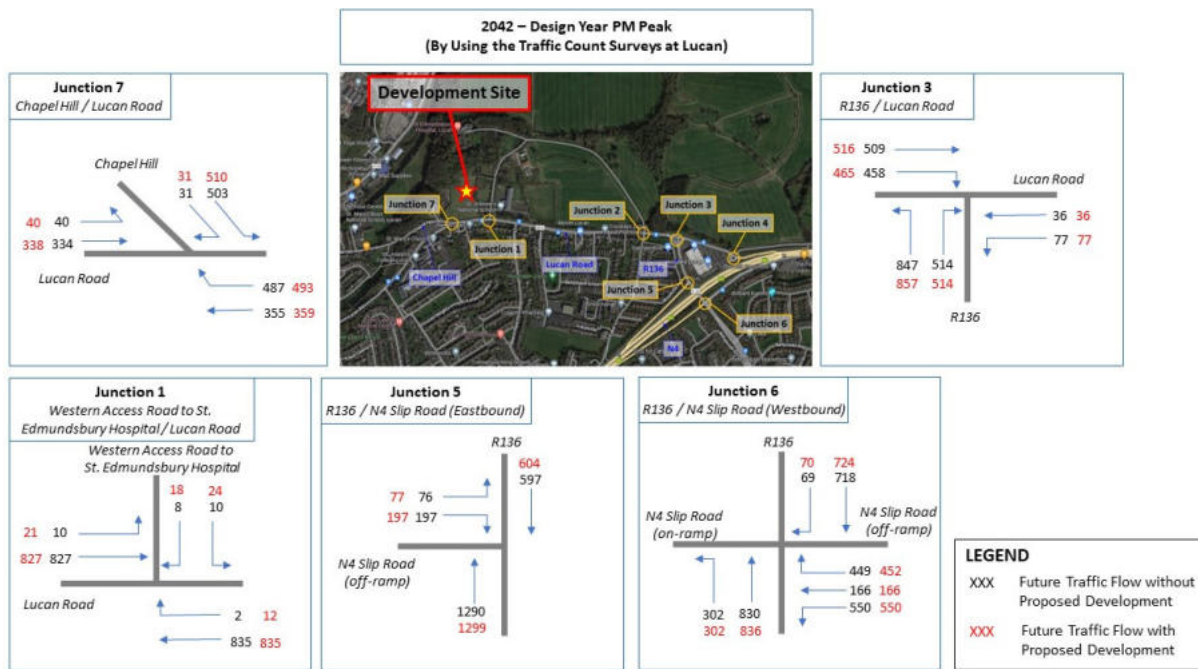 2042 – Design Year PM Peak
(By Using the Traffic Count Surveys at Lucan)
Junction 7
Chapel Hill / Lucan Road
Chapel Hill
31 510
31 503
40 40
338 334
Lucan Road
487 493
355 359
Development Site
Junction 7
Junction 1
Junction 2
Junction 3
Junction 4
Chapel Hill
Lucan Road
R136
Junction 5
Junction 6
N4
Junction 3
R136 / Lucan Road
516 509
465 458
Lucan Road
36 36
77 77
847 514
857 514
R136
Junction 1
Western Access Road to St.
Edmundsbury Hospital / Lucan Road
Western Access Road to
St. Edmundsbury Hospital
18 24
8 10
21 10
827 827
Lucan Road
2 12
835 835
Junction 5
R136 / N4 Slip Road (Eastbound)
R136
604
597
77 76
197 197
N4 Slip Road
(off-ramp)
1290
1299
Junction 6
R136 / N4 Slip Road (Westbound)
R136
70 724
69 718
N4 Slip Road
(on-ramp)
N4 Slip Road
(off-ramp)
449 452
166 166
550 550
302 830
302 836
LEGEND
XXX Future Traffic Flow without
Proposed Development
XXX Future Traffic Flow with
Proposed Development